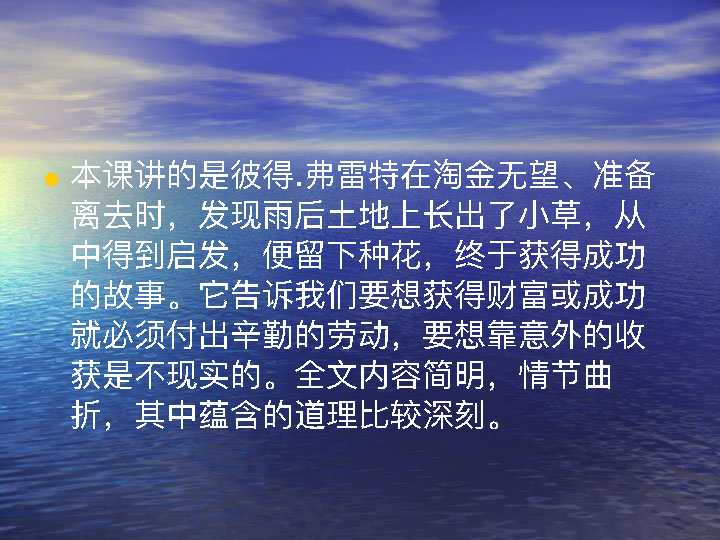 本课讲的是彼得.弗雷特在淘金无望、准备
离去时，发现雨后土地上长出了小草，从
中得到启发，便留下种花，终于获得成功
的故事。它告诉我们要想获得财富或成功
就必须付出辛勤的劳动，要想靠意外的收
获是不现实的。全文内容简明，情节曲
折，其中蕴含的道理比较深刻。